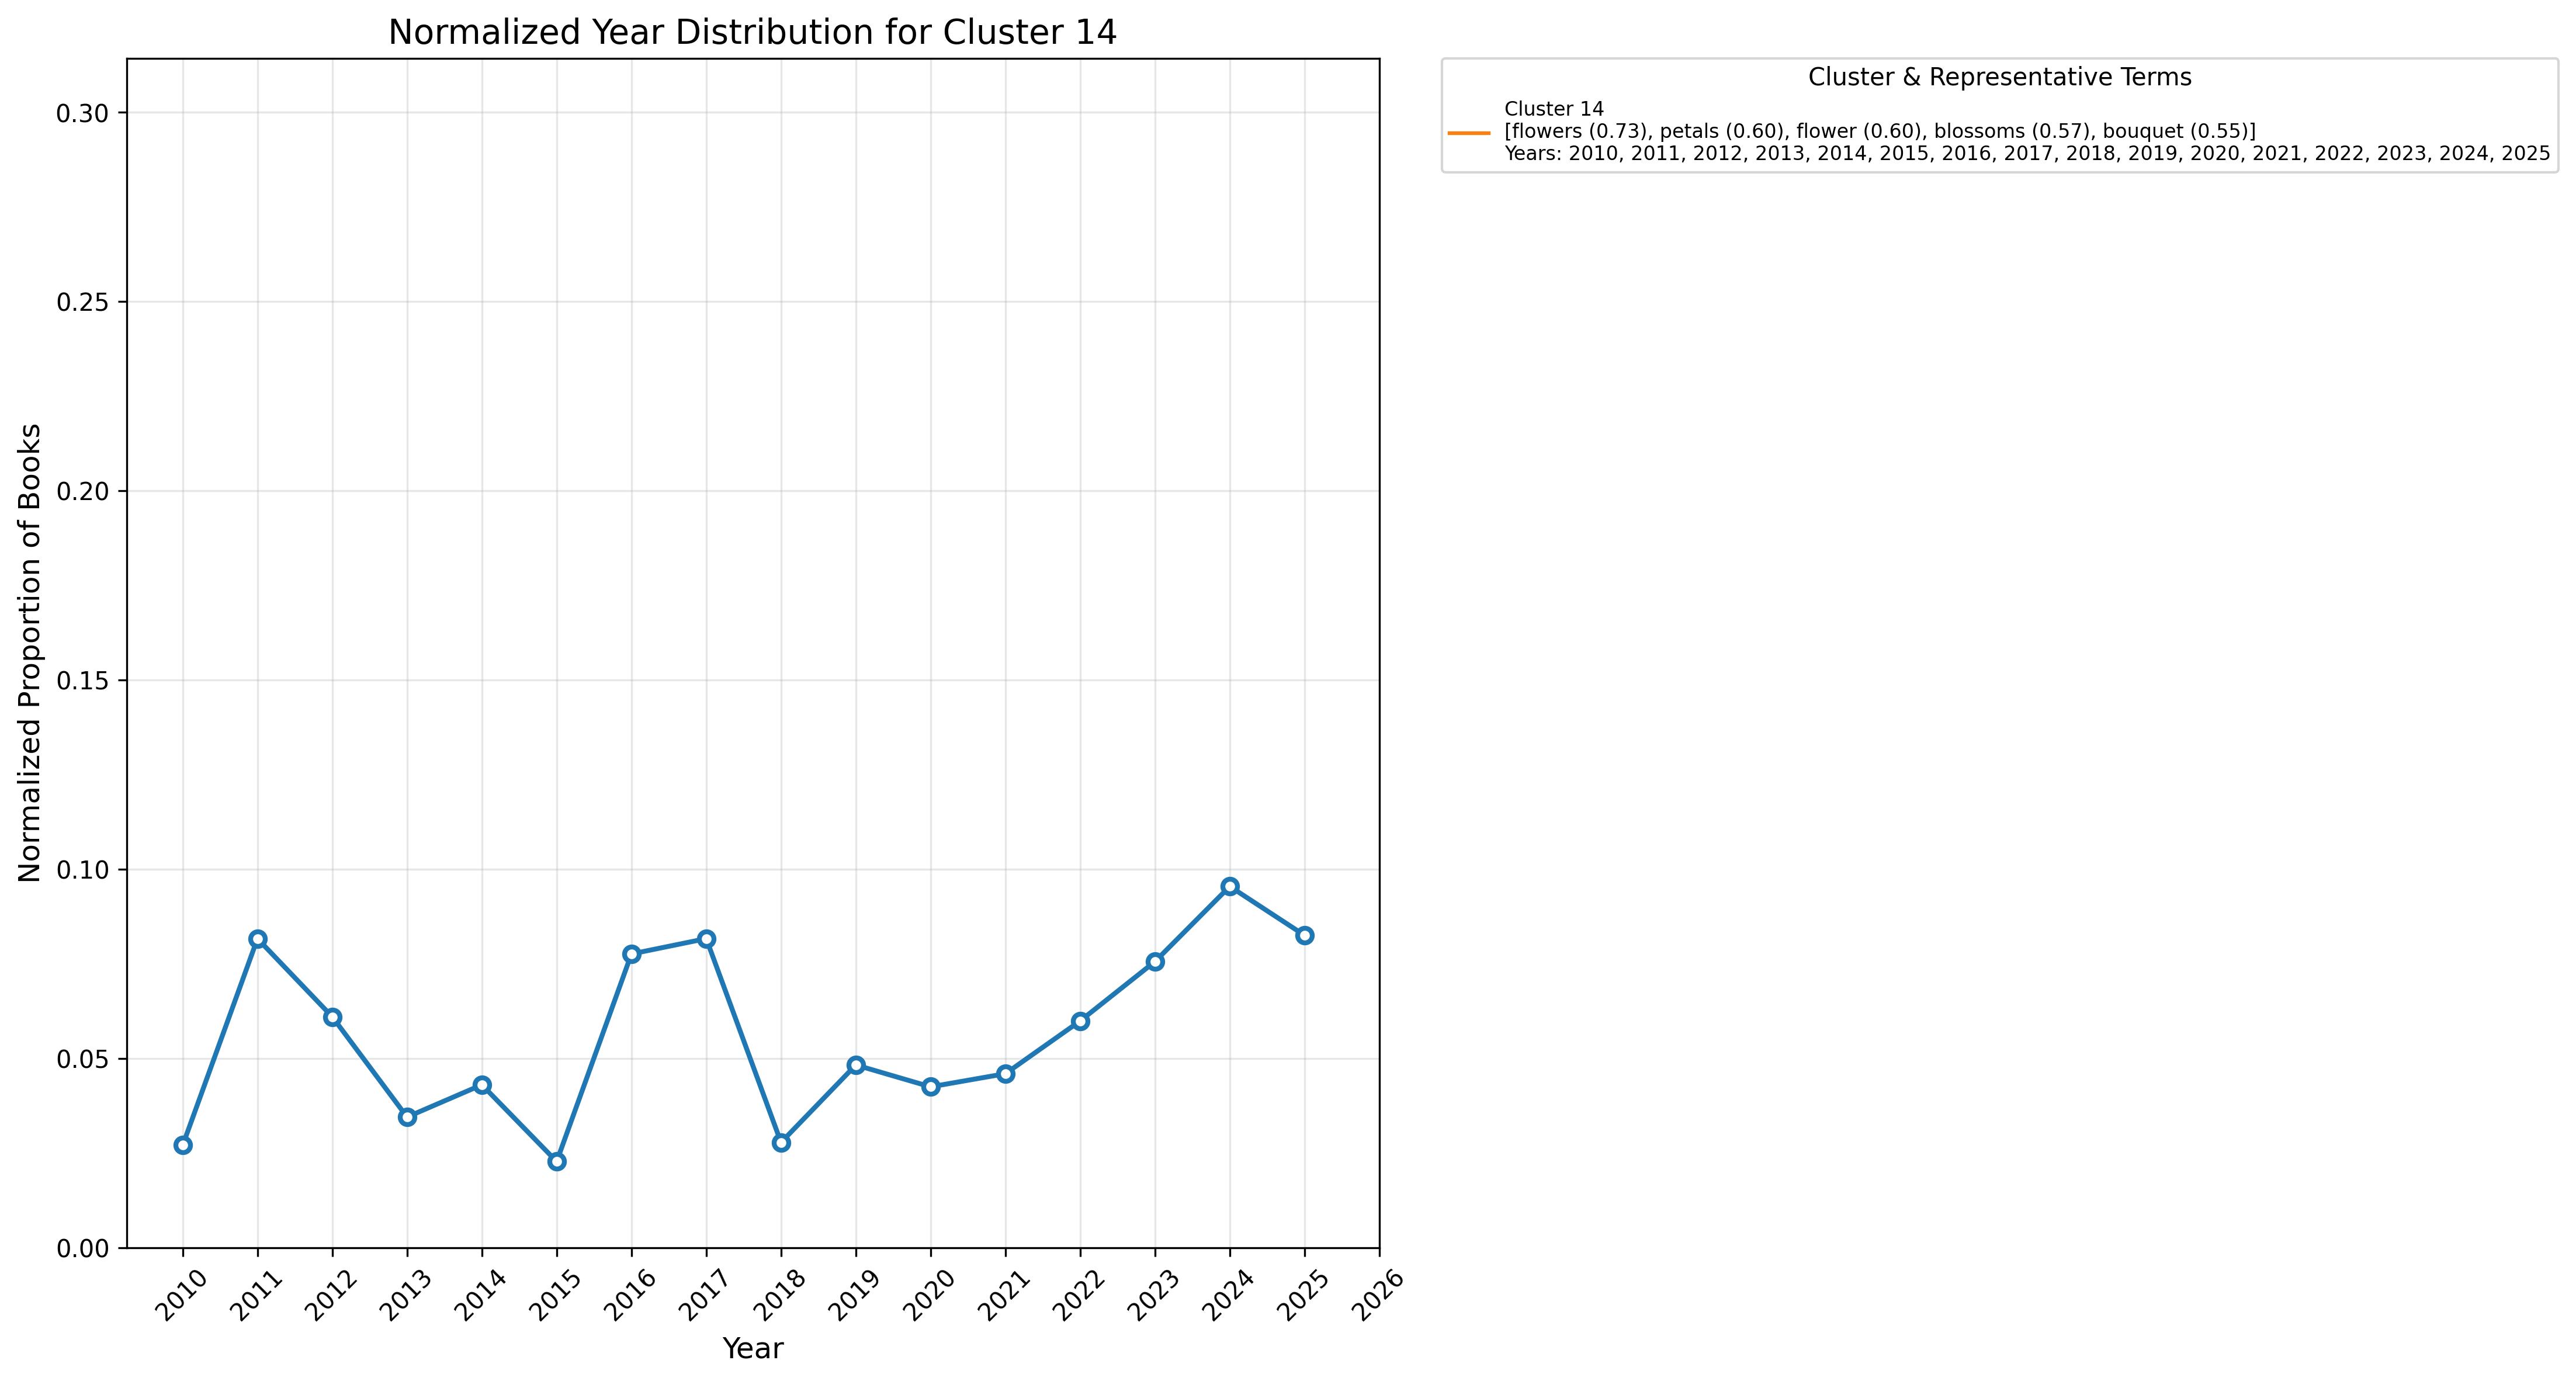 Normalized Year Distribution for Cluster 14
Cluster & Representative Terms
Cluster 14
[flowers (0.73), petals (0.60), flower (0.60), blossoms (0.57), bouquet (0.55)]
Years: 2010, 2011, 2012, 2013, 2014, 2015, 2016, 2017, 2018, 2019, 2020, 2021, 2022, 2023, 2024, 2025
Normalized Proportion of Books
0.30
0.25
0.20
0.15
0.10
0.05
0.00
2010 2011 2012 2013 2014 2015 2016 2017 2018 2019 2020 2021 2022 2023 2024 2025 2026
Year